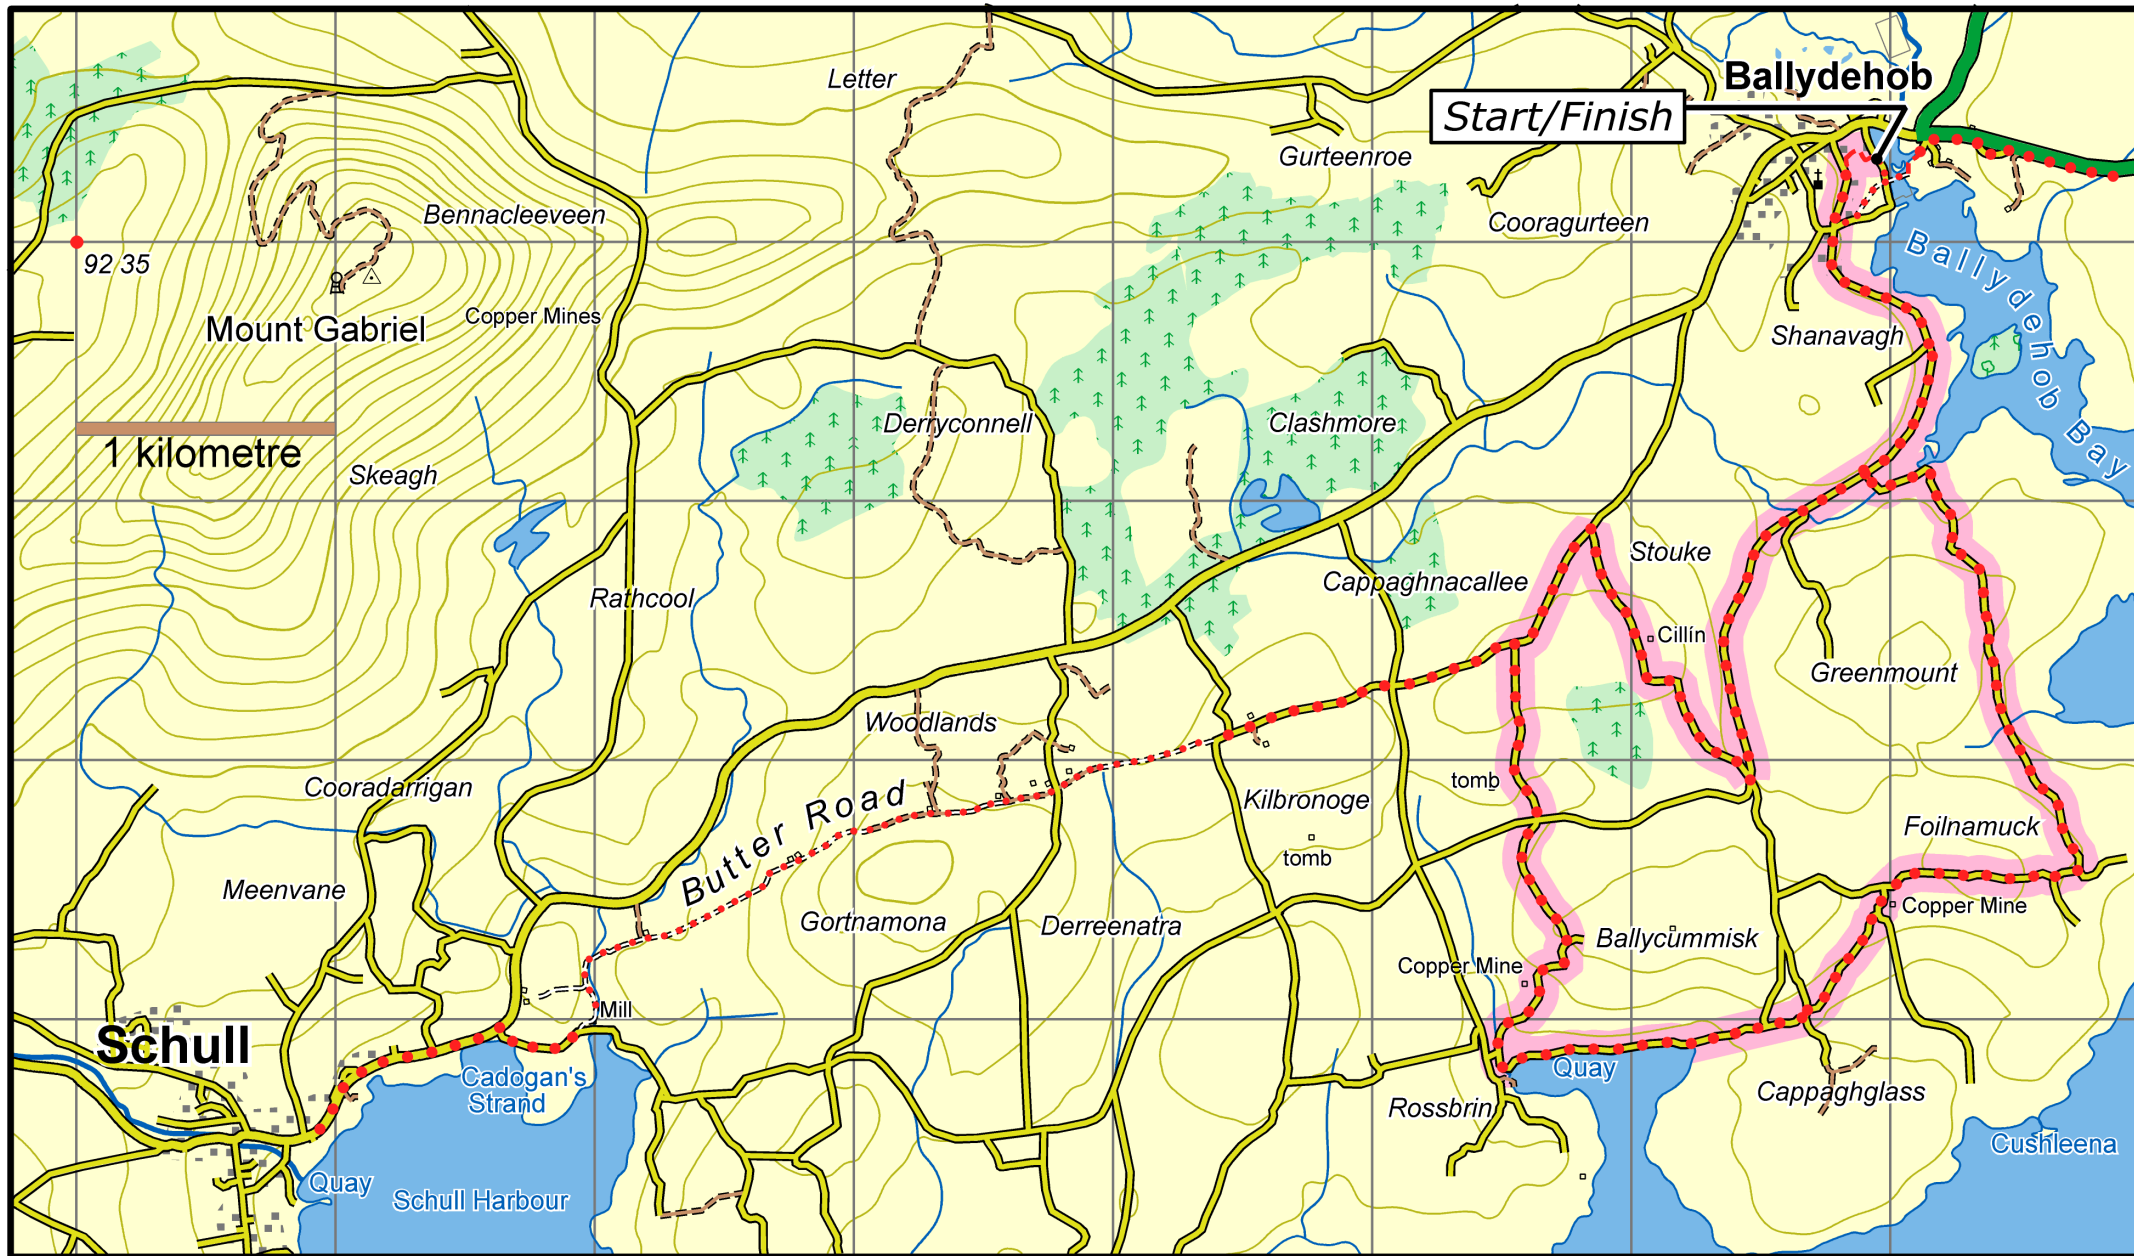 Letter
Ballydehob
Start/Finish
Gurteenroe
Bennacleeveen
Cooragurteen
92 35
Ballydehob Bay
Copper Mines
Mount Gabriel
Shanavagh
Derryconnell
Clashmore
1 kilometre
Skeagh
Stouke
Cappaghnacallee
Rathcool
Cillín
Greenmount
Woodlands
tomb
Cooradarrigan
Butter Road
Kilbronoge
Foilnamuck
tomb
Meenvane
Copper Mine
Gortnamona
Derreenatra
Ballycummisk
Copper Mine
Mill
Schull
Cadogan's
Strand
Quay
Cappaghglass
Rossbrin
Cushleena
Quay
Schull Harbour